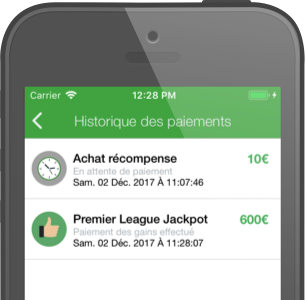 Carrier 12:28 PM
Historique des paiements
Achat récompense 10€
En attente de paiement
Sam. 02 Déc. 2017 À 11:07:46
Premier League Jackpot 600€
Paiement des gains effectué
Sam. 02 Déc. 2017 À 11:28:07